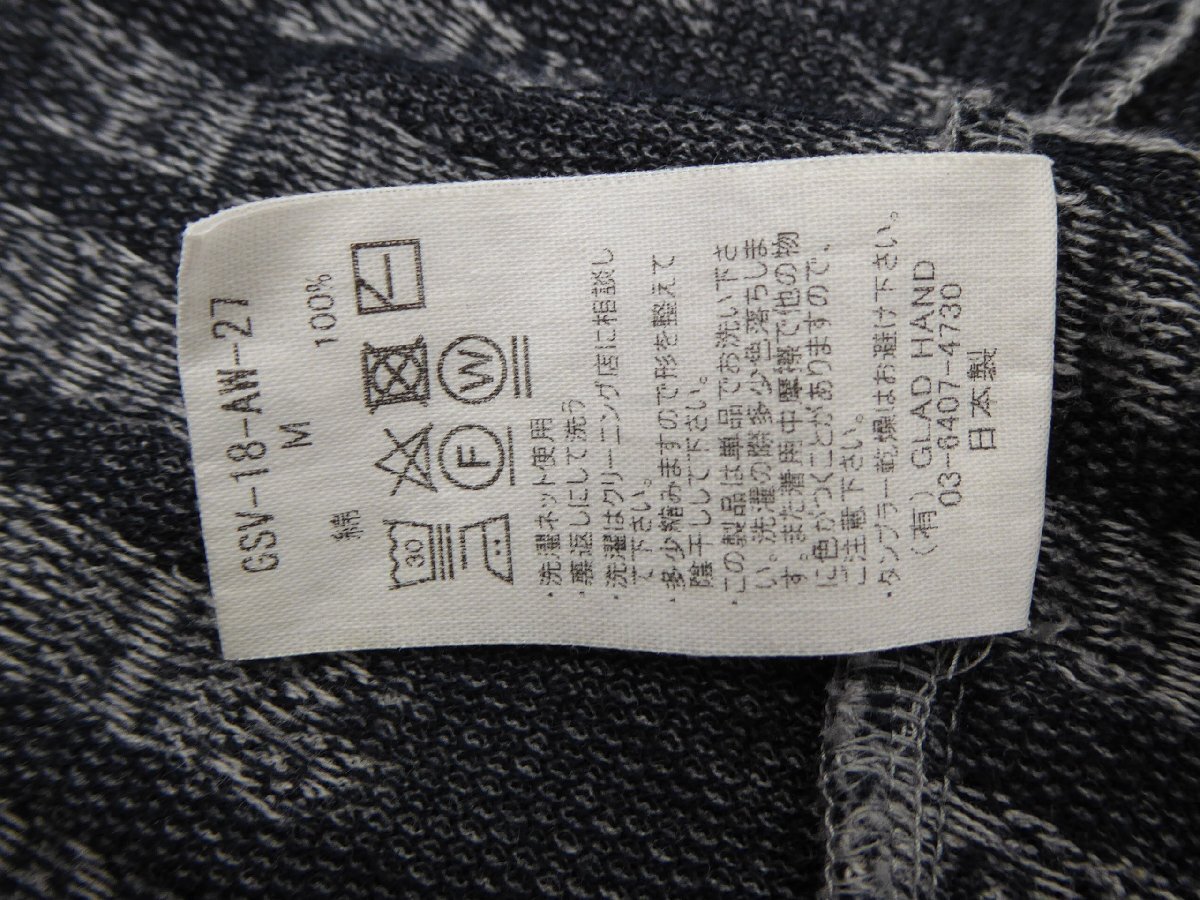 GSV-18-AW-27
M
綿 100%
30
F W
・洗濯ネット使用
・裏返しにして洗う
・洗濯はクリーニング店に相談し
て下さい。
・多少縮みますので形を整えて
陰干しして下さい。
・この製品は単品でお洗い下さ
い。洗濯の際多少色落ちしま
す。また着用中摩擦で他の物
に色がつくことがありますので、
ご注意下さい。
・タンブラー乾燥はお避け下さい。
(有)GLAD HAND
03-6407-4730
日本製